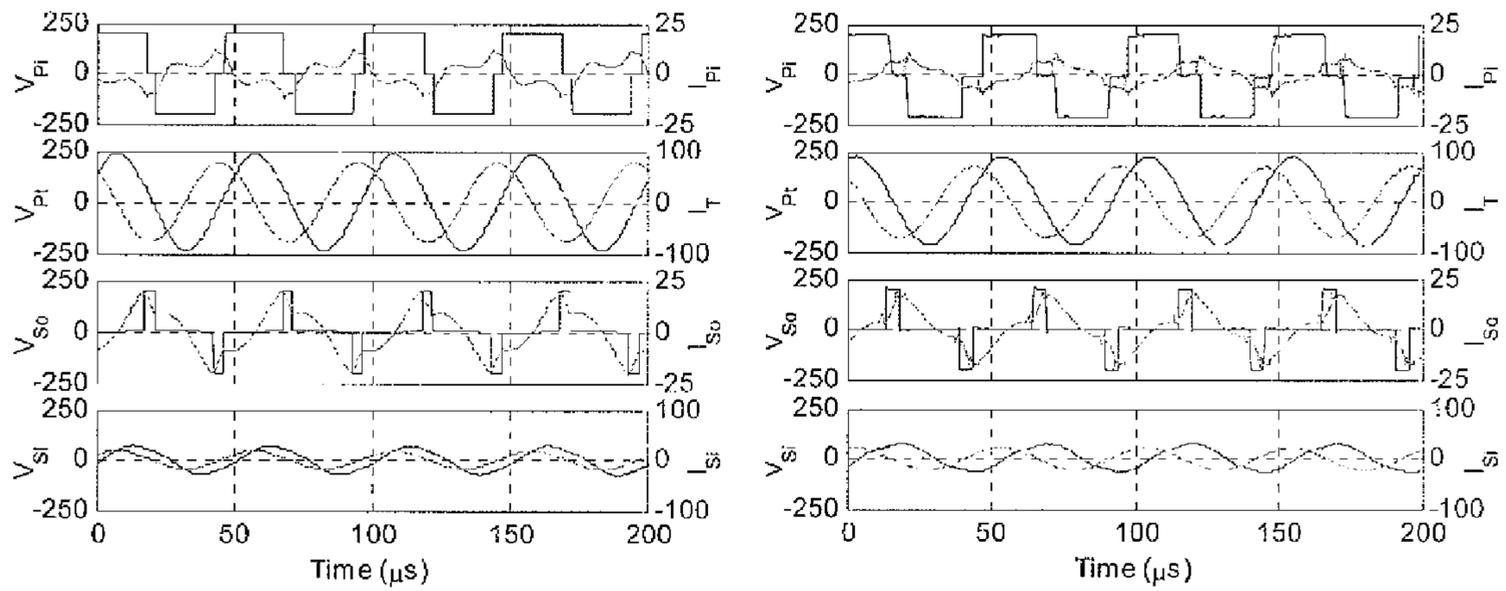 250 25 250 25
V_Pi 0 0 I_Pi V_Pi 0 0 I_Pi
-250 -25 -250 -25
250 100 250 100
V_Pt 0 0 I_T V_Pt 0 0 I_T
-250 -100 -250 -100
250 25 250 25
V_So 0 0 I_So V_So 0 0 I_So
-250 -25 -250 -25
250 100 250 100
V_Si 0 0 I_Si V_Si 0 0 I_Si
-250 -100 -250 -100
0 50 100 150 200 0 50 100 150 200
Time (μs) Time (μs)